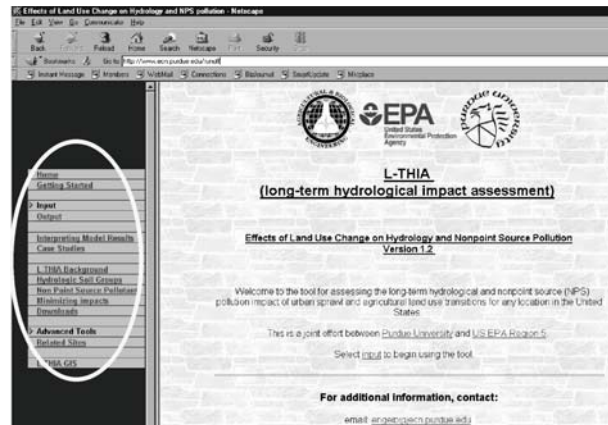 Effects of Land Use Change on Hydrology and NPS pollution - Netscape
File Edit View Go Communicator Help
Back Forward Reload Home Search Netscape Print Security Stop
Bookmarks Go to: http://www.ecn.purdue.edu/runoff/
Instant Message Members WebMail Connections BizJournal SmartUpdate Mktplace
AGRICULTURAL & BIOLOGICAL ENGINEERING
EPA
United States
Environmental Protection
Agency
Home
Getting Started
> Input
Output
Interpreting Model Results
Case Studies
L-THIA Background
Hydrologic Soil Groups
Non Point Source Pollutants
Minimizing impacts
Downloads
> Advanced Tools
Related Sites
L-THIA GIS
L-THIA
(long-term hydrological impact assessment)
Effects of Land Use Change on Hydrology and Nonpoint Source Pollution
Version 1.2
Welcome to the tool for assessing the long-term hydrological and nonpoint source (NPS)
pollution impact of urban sprawl and agricultural land use transitions for any location in the United
States.
This is a joint effort between Purdue University and US EPA Region 5.
Select input to begin using the tool.
For additional information, contact:
email: engelb@ecn.purdue.edu